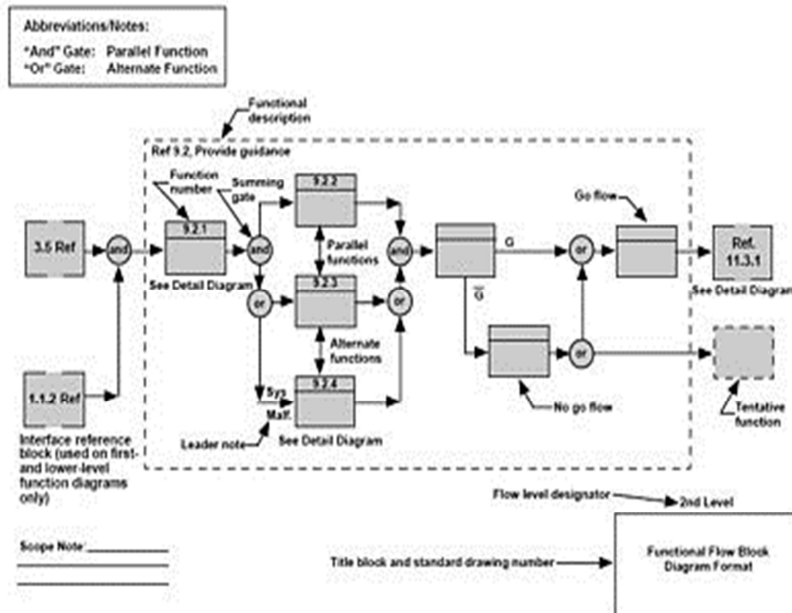 Abbreviations/Notes:
"And" Gate: Parallel Function
"Or" Gate: Alternate Function
Functional
description
Ref 9.2, Provide guidance
Function
number
Summing
gate
9.2.2
Go flow
3.5 Ref
and
9.2.1
and
Parallel
functions
and
G
or
Ref.
11.3.1
See Detail Diagram
See Detail Diagram
or
9.2.3
or
G
Alternate
functions
or
1.1.2 Ref
Sys
Malf.
9.2.4
Leader note
See Detail Diagram
No go flow
Tentative
function
Interface reference
block (used on first-
and lower-level
function diagrams
only)
Flow level designator
2nd Level
Scope Note:
Title block and standard drawing number
Functional Flow Block
Diagram Format